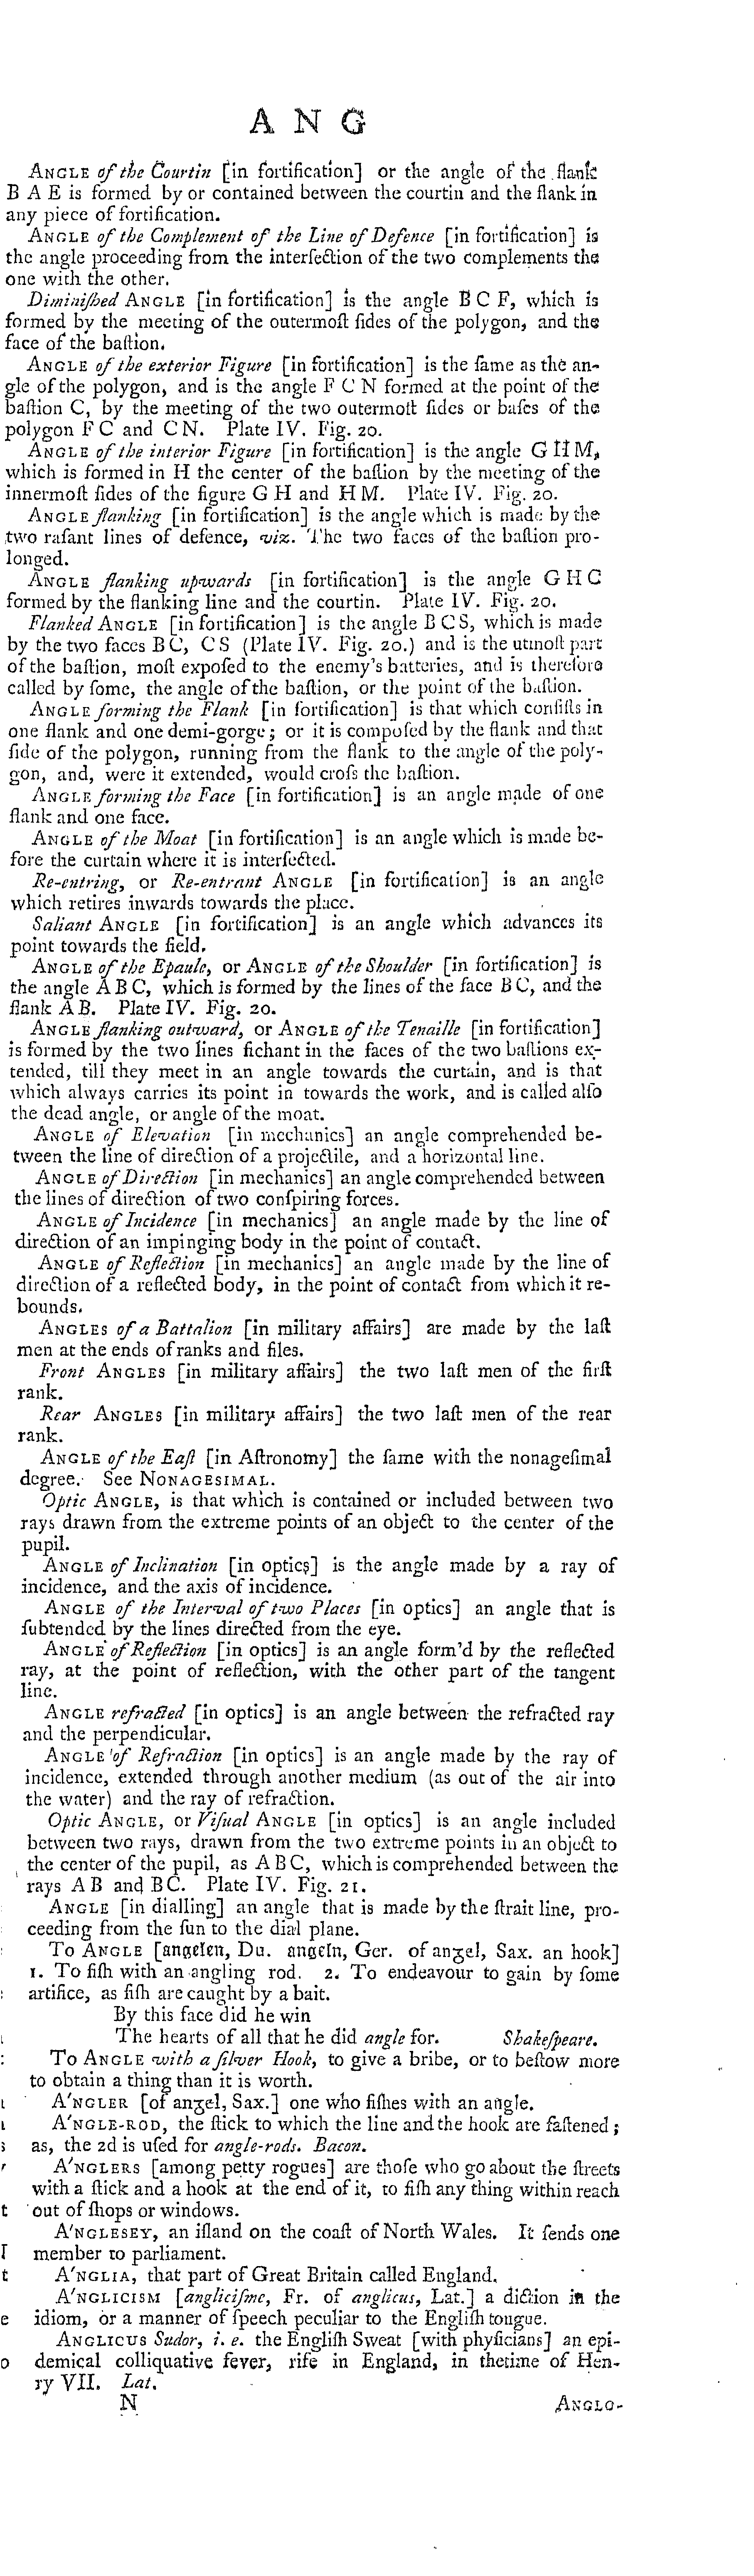 A N G
ANGLE of the Courtin [in fortification] or the angle of the flank
B A E is formed by or contained between the courtin and the flank in
any piece of fortification.
ANGLE of the Complement of the Line of Defence [in fortification] is
the angle proceeding from the interſection of the two complements the
one with the other.
Diminiſhed ANGLE [in fortification] is the angle B C F, which is
formed by the meeting of the outermoſt ſides of the polygon, and the
face of the baſtion.
ANGLE of the exterior Figure [in fortification] is the ſame as the an-
gle of the polygon, and is the angle F C N formed at the point of the
baſtion C, by the meeting of the two outermoſt ſides or baſes of the
polygon F C and C N. Plate IV. Fig. 20.
ANGLE of the interior Figure [in fortification] is the angle G H M,
which is formed in H the center of the baſtion by the meeting of the
innermoſt ſides of the figure G H and H M. Plate IV. Fig. 20.
ANGLE flanking [in fortification] is the angle which is made by the
two raſant lines of defence, viz. The two faces of the baſtion pro-
longed.
ANGLE flanking upwards [in fortification] is the angle G H C
formed by the flanking line and the courtin. Plate IV. Fig. 20.
Flanked ANGLE [in fortification] is the angle B C S, which is made
by the two faces B C, C S (Plate IV. Fig. 20.) and is the utmoſt part
of the baſtion, moſt expoſed to the enemy's batteries, and is therefore
called by ſome, the angle of the baſtion, or the point of the baſtion.
ANGLE forming the Flank [in fortification] is that which conſiſts in
one flank and one demi-gorge; or it is compoſed by the flank and that
ſide of the polygon, running from the flank to the angle of the poly-
gon, and, were it extended, would croſs the baſtion.
ANGLE forming the Face [in fortification] is an angle made of one
flank and one face.
ANGLE of the Moat [in fortification] is an angle which is made be-
fore the curtain where it is interſected.
Re-entring, or Re-entrant ANGLE [in fortification] is an angle
which retires inwards towards the place.
Saliant ANGLE [in fortification] is an angle which advances its
point towards the field.
ANGLE of the Epaule, or ANGLE of the Shoulder [in fortification] is
the angle A B C, which is formed by the lines of the face B C, and the
flank A B. Plate IV. Fig. 20.
ANGLE flanking outward, or ANGLE of the Tenaille [in fortification]
is formed by the two lines fichant in the faces of the two baſtions ex-
tended, till they meet in an angle towards the curtain, and is that
which always carries its point in towards the work, and is called alſo
the dead angle, or angle of the moat.
ANGLE of Elevation [in mechanics] an angle comprehended be-
tween the line of direction of a projectile, and a horizontal line.
ANGLE of Direction [in mechanics] an angle comprehended between
the lines of direction of two conſpiring forces.
ANGLE of Incidence [in mechanics] an angle made by the line of
direction of an impinging body in the point of contact.
ANGLE of Reflection [in mechanics] an angle made by the line of
direction of a reflected body, in the point of contact from which it re-
bounds.
ANGLES of a Battalion [in military affairs] are made by the laſt
men at the ends of ranks and files.
Front ANGLES [in military affairs] the two laſt men of the firſt
rank.
Rear ANGLES [in military affairs] the two laſt men of the rear
rank.
ANGLE of the Eaſt [in Aſtronomy] the ſame with the nonageſimal
degree. See NONAGESIMAL.
Optic ANGLE, is that which is contained or included between two
rays drawn from the extreme points of an object to the center of the
pupil.
ANGLE of Inclination [in optics] is the angle made by a ray of
incidence, and the axis of incidence.
ANGLE of the Interval of two Places [in optics] an angle that is
ſubtended by the lines directed from the eye.
ANGLE of Reflection [in optics] is an angle form'd by the reflected
ray, at the point of reflection, with the other part of the tangent
line.
ANGLE refracted [in optics] is an angle between the refracted ray
and the perpendicular.
ANGLE of Refraction [in optics] is an angle made by the ray of
incidence, extended through another medium (as out of the air into
the water) and the ray of refraction.
Optic ANGLE, or Viſual ANGLE [in optics] is an angle included
between two rays, drawn from the two extreme points in an object to
the center of the pupil, as A B C, which is comprehended between the
rays A B and B C. Plate IV. Fig. 21.
ANGLE [in dialling] an angle that is made by the ſtrait line, pro-
ceeding from the ſun to the dial plane.
To ANGLE [angelen, Du. angeln, Ger. of angel, Sax. an hook]
1. To fiſh with an angling rod. 2. To endeavour to gain by ſome
artifice, as fiſh are caught by a bait.
By this face did he win
The hearts of all that he did angle for. Shakeſpeare.
To ANGLE with a ſilver Hook, to give a bribe, or to beſtow more
to obtain a thing than it is worth.
A'NGLER [of angel, Sax.] one who fiſhes with an angle.
A'NGLE-ROD, the ſtick to which the line and the hook are faſtened;
as, the 2d is uſed for angle-rods. Bacon.
A'NGLERS [among petty rogues] are thoſe who go about the ſtreets
with a ſtick and a hook at the end of it, to fiſh any thing within reach
out of ſhops or windows.
A'NGLESEY, an iſland on the coaſt of North Wales. It ſends one
member to parliament.
A'NGLIA, that part of Great Britain called England.
A'NGLICISM [angliciſme, Fr. of anglicus, Lat.] a diction in the
idiom, or a manner of ſpeech peculiar to the Engliſh tongue.
ANGLICUS Sudor, i. e. the Engliſh Sweat [with phyſicians] an epi-
demical colliquative fever, rife in England, in the time of Hen-
ry VII. Lat.
N ANGLO-